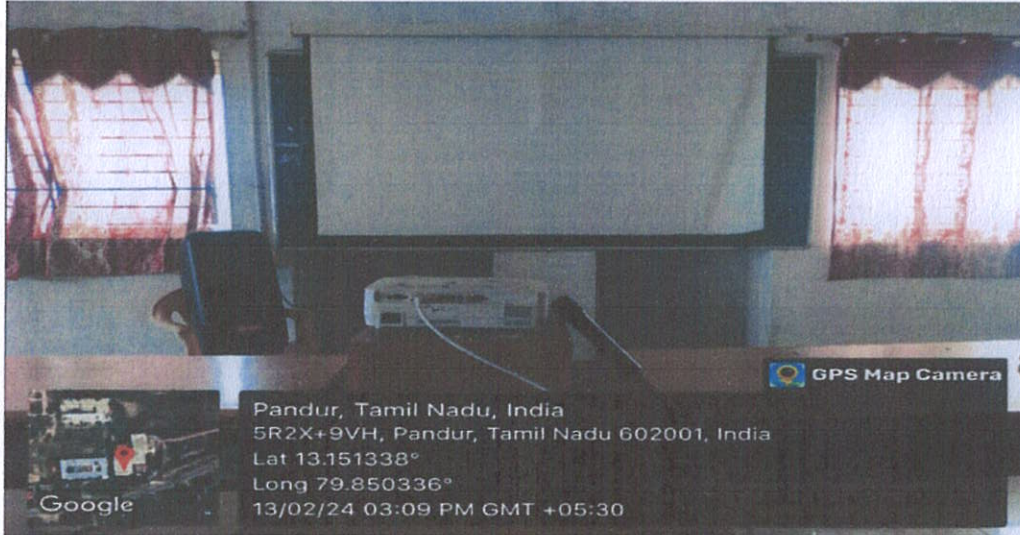 GPS Map Camera
Pandur, Tamil Nadu, India
5R2X+9VH, Pandur, Tamil Nadu 602001, India
Lat 13.151338°
Long 79.850336°
13/02/24 03:09 PM GMT +05:30
Google